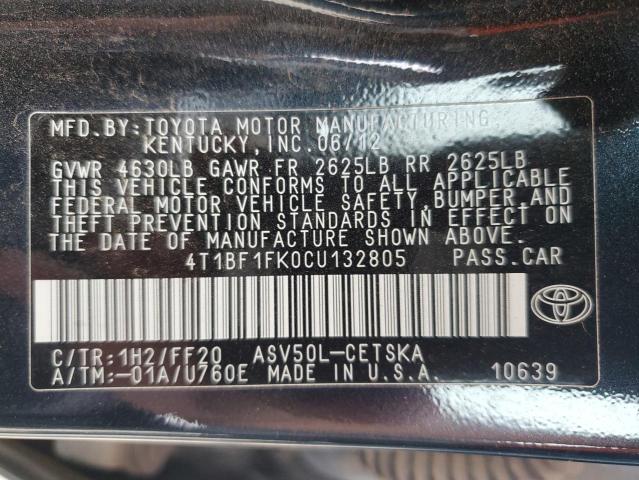 MFD. BY: TOYOTA MOTOR MANUFACTURING
KENTUCKY, INC. 06/12
GVWR 4630LB GAWR FR 2625LB RR 2625LB
THIS VEHICLE CONFORMS TO ALL APPLICABLE
FEDERAL MOTOR VEHICLE SAFETY, BUMPER, AND
THEFT PREVENTION STANDARDS IN EFFECT ON
THE DATE OF MANUFACTURE SHOWN ABOVE.
4T1BF1FK0CU132805 PASS. CAR
C/TR: 1H2/FF20 ASV50L-CETSKA
A/TM: -01A/U760E MADE IN U.S.A. 10639